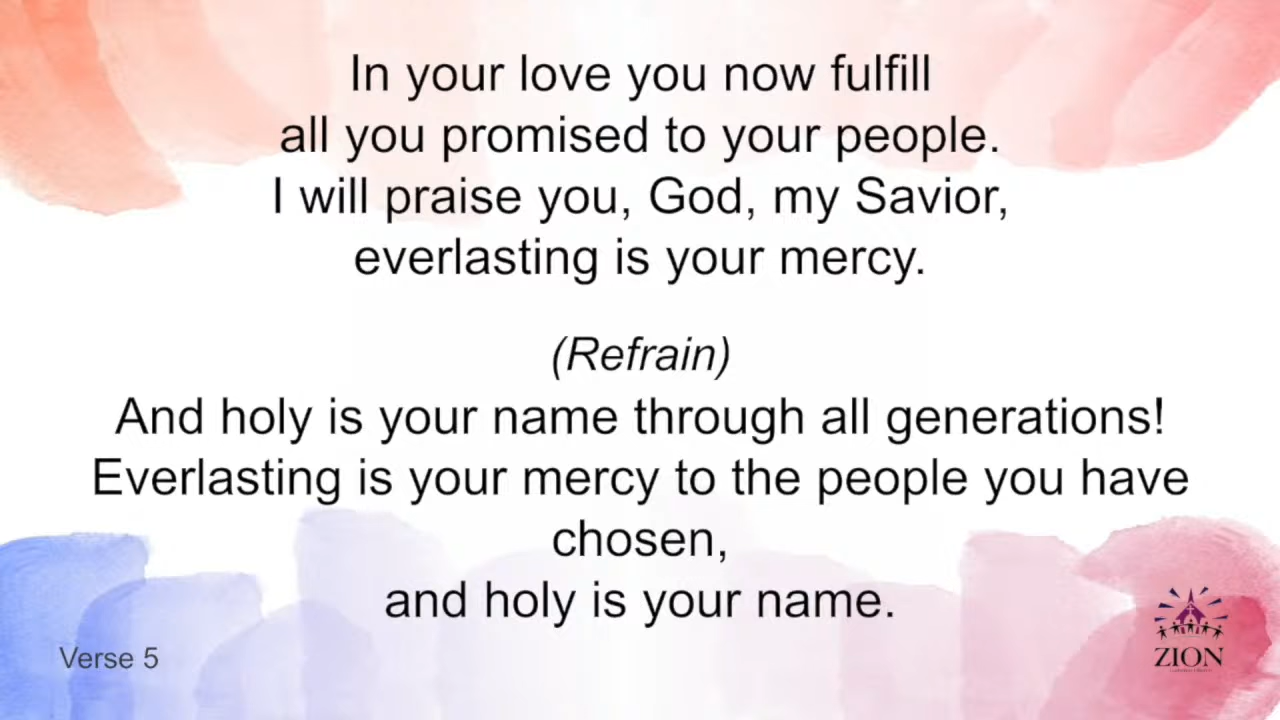 In your love you now fulfill
all you promised to your people.
I will praise you, God, my Savior,
everlasting is your mercy.
(Refrain)
And holy is your name through all generations!
Everlasting is your mercy to the people you have
chosen,
and holy is your name.
Verse 5
ZION